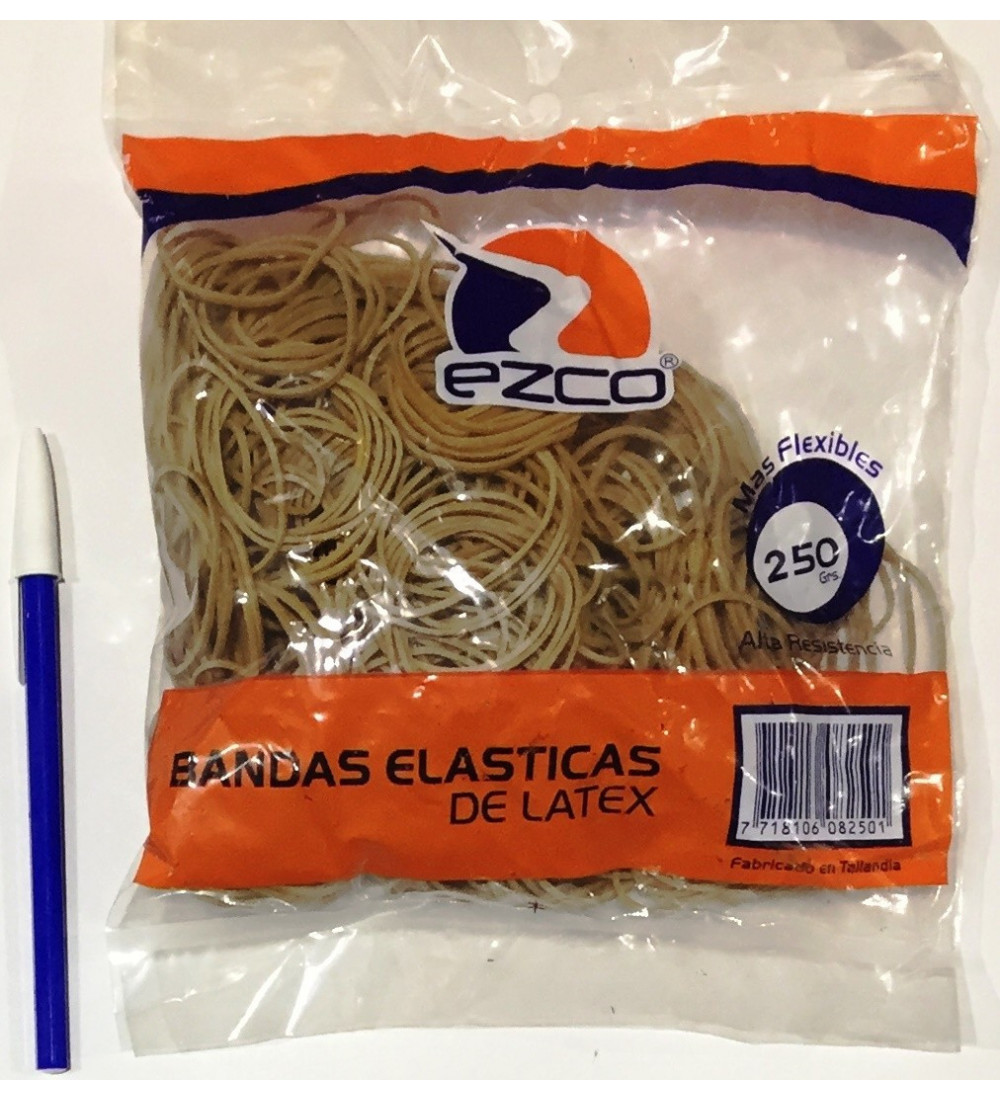 ezco®
Mas Flexibles
250
Grs.
Alta Resistencia
BANDAS ELASTICAS
DE LATEX
7 718106 082501
Fabricado en Tailandia